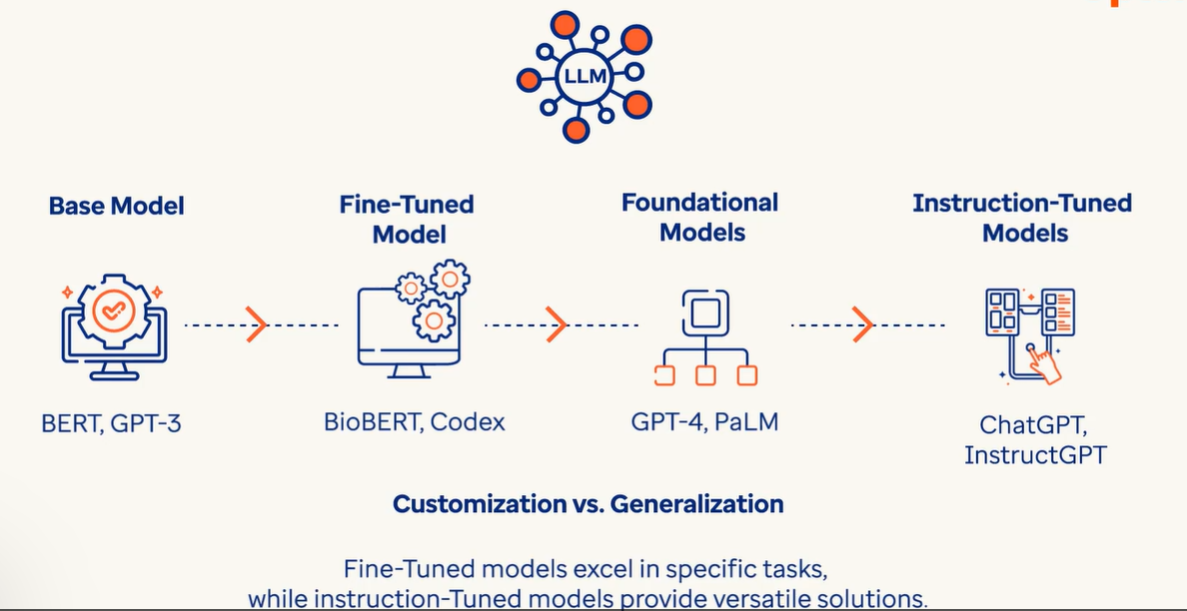 LLM
Base Model
Fine-Tuned
Model
Foundational
Models
Instruction-Tuned
Models
BERT, GPT-3
BioBERT, Codex
GPT-4, PaLM
ChatGPT,
InstructGPT
Customization vs. Generalization
Fine-Tuned models excel in specific tasks,
while instruction-Tuned models provide versatile solutions.